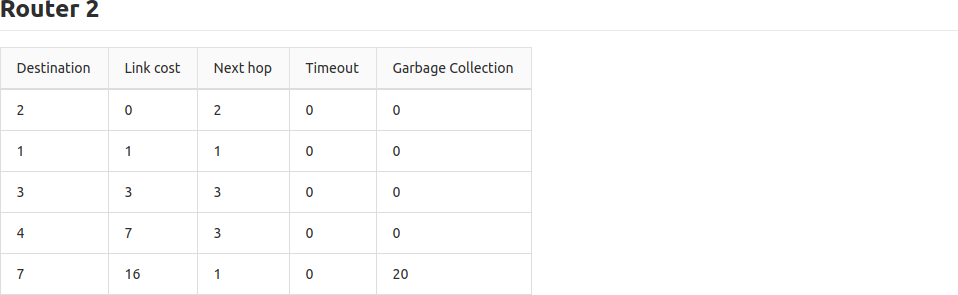 Router 2
Destination Link cost Next hop Timeout Garbage Collection
2 0 2 0 0
1 1 1 0 0
3 3 3 0 0
4 7 3 0 0
7 16 1 0 20